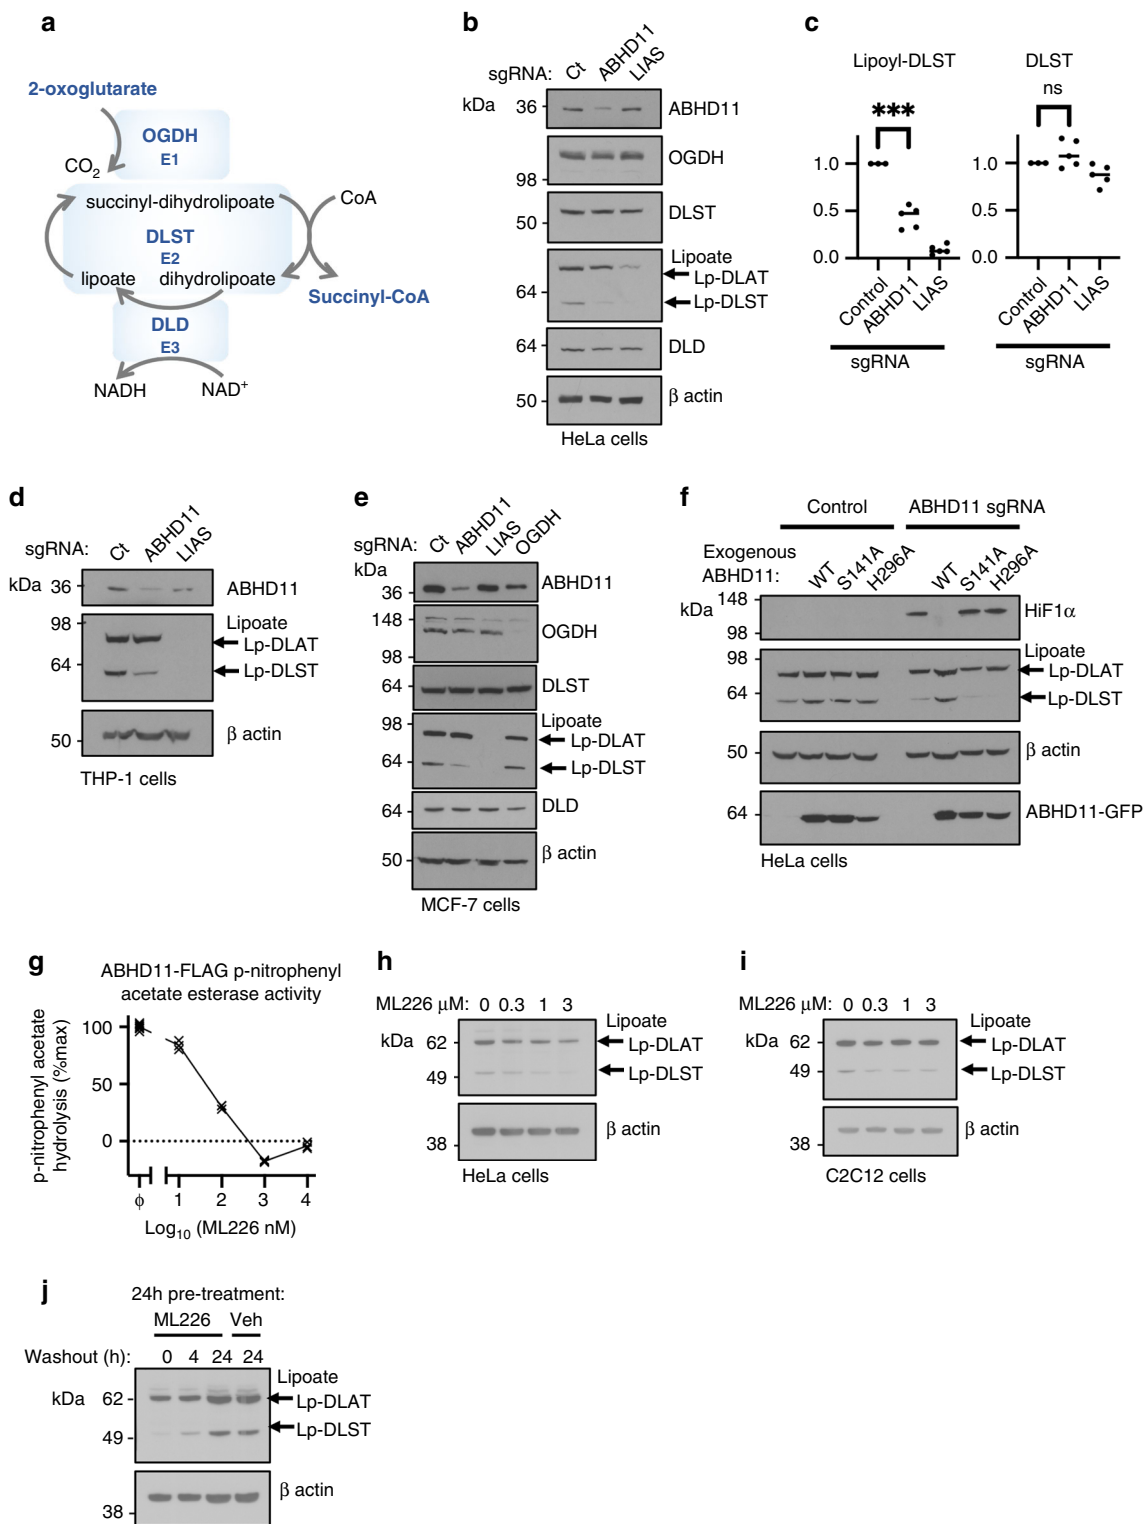 a
2-oxoglutarate
OGDH
E1
CO2
succinyl-dihydrolipoate
CoA
DLST
E2
lipoate dihydrolipoate
Succinyl-CoA
DLD
E3
NADH NAD+
b
sgRNA: Ct ABHD11 LIAS
kDa 36 ABHD11
OGDH
98
DLST
50
Lipoate
Lp-DLAT
64
Lp-DLST
64 DLD
50 β actin
HeLa cells
c
Lipoyl-DLST
***
1.0
0.5
0.0
Control ABHD11 LIAS
sgRNA
DLST
ns
1.0
0.5
0.0
Control ABHD11 LIAS
sgRNA
d
sgRNA: Ct ABHD11 LIAS
kDa 36 ABHD11
98 Lipoate
Lp-DLAT
64 Lp-DLST
50 β actin
THP-1 cells
e
sgRNA: Ct ABHD11 LIAS OGDH
kDa
36 ABHD11
148
OGDH
98
64 DLST
98 Lipoate
Lp-DLAT
64 Lp-DLST
64 DLD
50 β actin
MCF-7 cells
f
Control ABHD11 sgRNA
Exogenous
ABHD11: WT S141A H296A WT S141A H296A
kDa 148
HiF1α
98
98 Lipoate
Lp-DLAT
64 Lp-DLST
50 β actin
64 ABHD11-GFP
HeLa cells
g
ABHD11-FLAG p-nitrophenyl
acetate esterase activity
p-nitrophenyl acetate
hydrolysis (%max)
100
50
0
ϕ 1 2 3 4
Log10 (ML226 nM)
h
ML226 μM: 0 0.3 1 3
Lipoate
kDa 62 Lp-DLAT
49 Lp-DLST
β actin
38
HeLa cells
i
ML226 μM: 0 0.3 1 3
Lipoate
kDa 62 Lp-DLAT
49 Lp-DLST
β actin
38
C2C12 cells
j
24h pre-treatment:
ML226 Veh
Washout (h): 0 4 24 24
Lipoate
kDa 62 Lp-DLAT
Lp-DLST
49
β actin
38